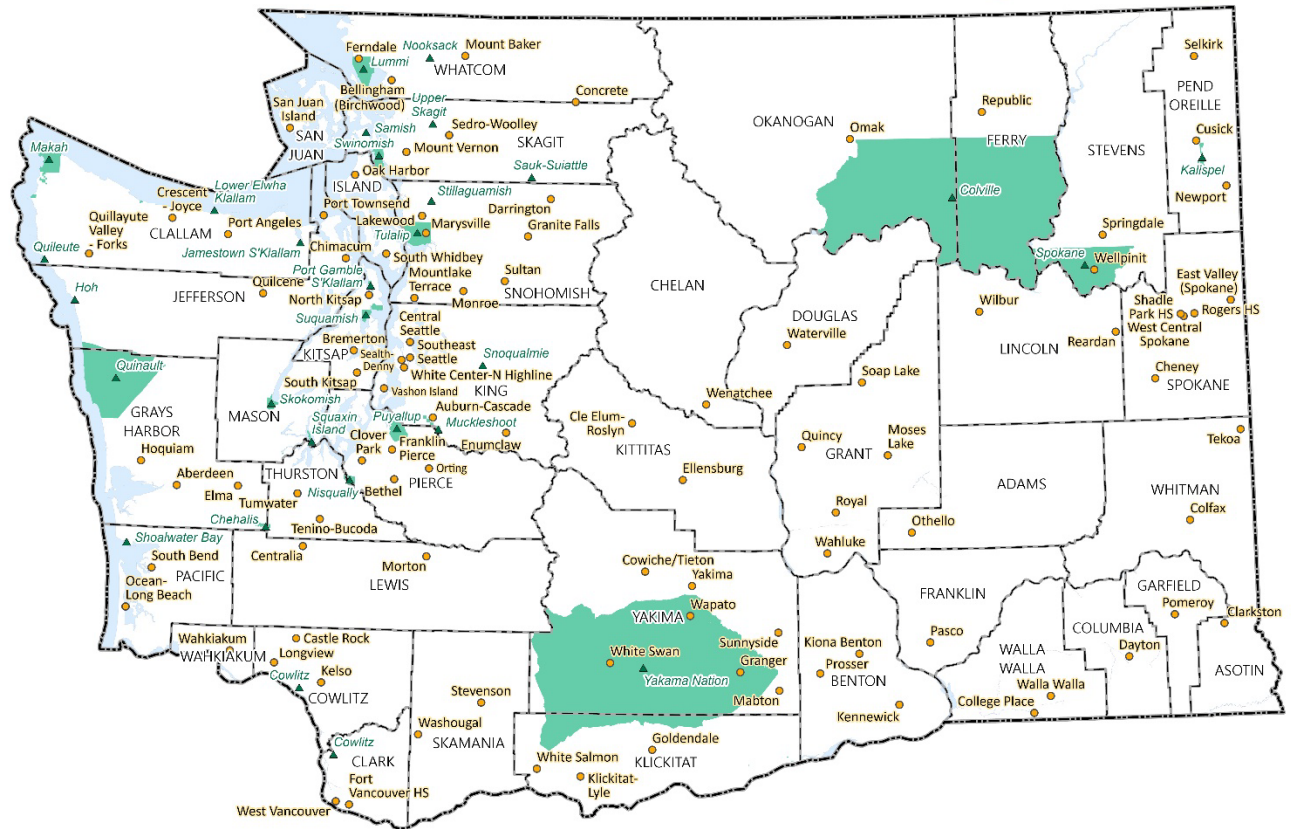 Ferndale
Lummi
Nooksack
Mount Baker
WHATCOM
Bellingham
(Birchwood)
Concrete
San Juan
Island
SAN
JUAN
Upper
Skagit
Samish
Swinomish
Sedro-Woolley
SKAGIT
Mount Vernon
Sauk-Suiattle
Oak Harbor
ISLAND
Stillaguamish
Darrington
Port Townsend
Lakewood
Marysville
Granite Falls
Tulalip
Makah
Crescent
- Joyce
Lower Elwha
Klallam
Quillayute
Valley
- Forks
CLALLAM
Port Angeles
Quileute
Jamestown S'Klallam
Chimacum
South Whidbey
Port Gamble
S'Klallam
Mountlake
Terrace
Sultan
Monroe
SNOHOMISH
Hoh
JEFFERSON
Quilcene
North Kitsap
Suquamish
Central
Seattle
Bremerton
KITSAP
Sealth-
Denny
Southeast
Seattle
Snoqualmie
White Center-N Highline
KING
South Kitsap
Vashon Island
Quinault
MASON
Skokomish
GRAYS
HARBOR
Squaxin
Island
Puyallup
Auburn-Cascade
Muckleshoot
Enumclaw
Hoquiam
Clover
Park
Franklin
Pierce
Orting
Aberdeen
Elma
THURSTON
Nisqually
Bethel
PIERCE
Tumwater
Chehalis
Tenino-Bucoda
Shoalwater Bay
South Bend
PACIFIC
Centralia
Morton
LEWIS
Ocean-
Long Beach
Wahkiakum
WAHKIAKUM
Castle Rock
Longview
Kelso
Cowlitz
COWLITZ
Stevenson
Washougal
SKAMANIA
Cowlitz
CLARK
Fort
Vancouver HS
West Vancouver
OKANOGAN
Omak
Republic
FERRY
Colville
STEVENS
Selkirk
PEND
OREILLE
Cusick
Kalispel
Newport
Springdale
Spokane
Wellpinit
CHELAN
DOUGLAS
Waterville
Wilbur
LINCOLN
Reardan
East Valley
(Spokane)
Shadle
Park HS
Rogers HS
West Central
Spokane
Cheney
SPOKANE
Wenatchee
Soap Lake
Cle Elum-
Roslyn
KITTITAS
Ellensburg
Quincy
GRANT
Moses
Lake
Royal
Wahluke
Othello
ADAMS
Tekoa
WHITMAN
Colfax
Cowiche/Tieton
Yakima
Wapato
YAKIMA
White Swan
Yakama Nation
Sunnyside
Granger
Mabton
Kiona Benton
Prosser
BENTON
Kennewick
FRANKLIN
Pasco
WALLA
WALLA
Walla Walla
College Place
COLUMBIA
Dayton
GARFIELD
Pomeroy
Clarkston
ASOTIN
Goldendale
KLICKITAT
White Salmon
Klickitat-
Lyle